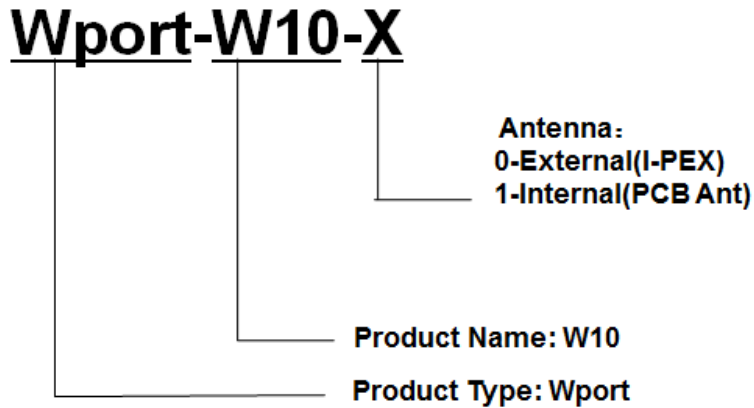 Wport-W10-X
Antenna：
0-External(I-PEX)
1-Internal(PCB Ant)
Product Name: W10
Product Type: Wport